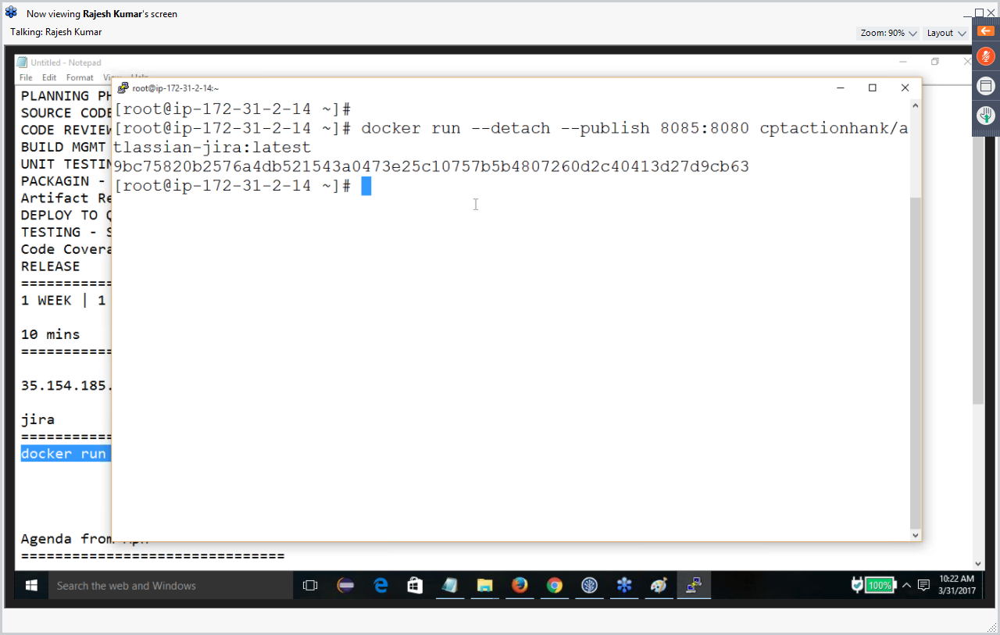 Now viewing Rajesh Kumar's screen
Talking: Rajesh Kumar
Zoom: 90%
Layout
Untitled - Notepad
File Edit Format View Help
root@ip-172-31-2-14:~
[root@ip-172-31-2-14 ~]#
[root@ip-172-31-2-14 ~]# docker run --detach --publish 8085:8080 cptactionhank/a
tlassian-jira:latest
9bc75820b2576a4db521543a0473e25c10757b5b4807260d2c40413d27d9cb63
[root@ip-172-31-2-14 ~]#
PLANNING PH
SOURCE CODE
CODE REVIEW
BUILD MGMT
UNIT TESTIN
PACKAGIN -
Artifact Re
DEPLOY TO Q
TESTING - S
Code Covera
RELEASE
===========
1 WEEK | 1
10 mins
===========
35.154.185.
jira
===========
docker run
Agenda from
===============================
Search the web and Windows
100%
10:22 AM
3/31/2017